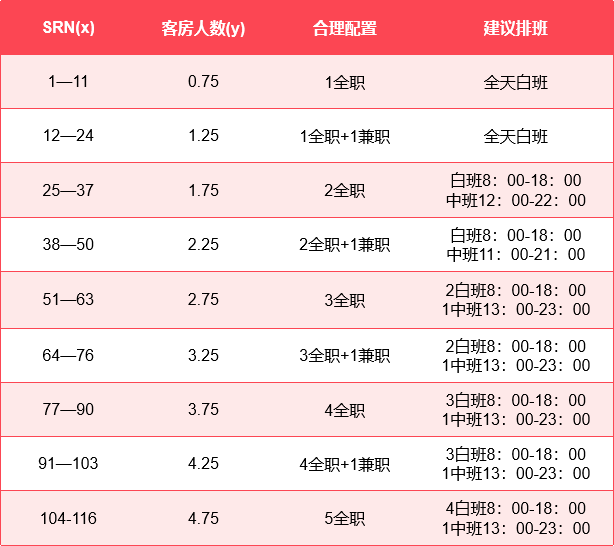 SRN(x) 客房人数(y) 合理配置 建议排班
1—11 0.75 1全职 全天白班
12—24 1.25 1全职+1兼职 全天白班
25—37 1.75 2全职 白班8：00-18：00
中班12：00-22：00
38—50 2.25 2全职+1兼职 白班8：00-18：00
中班11：00-21：00
51—63 2.75 3全职 2白班8：00-18：00
1中班13：00-23：00
64—76 3.25 3全职+1兼职 2白班8：00-18：00
1中班13：00-23：00
77—90 3.75 4全职 3白班8：00-18：00
1中班13：00-23：00
91—103 4.25 4全职+1兼职 3白班8：00-18：00
1中班13：00-23：00
104-116 4.75 5全职 4白班8：00-18：00
1中班13：00-23：00